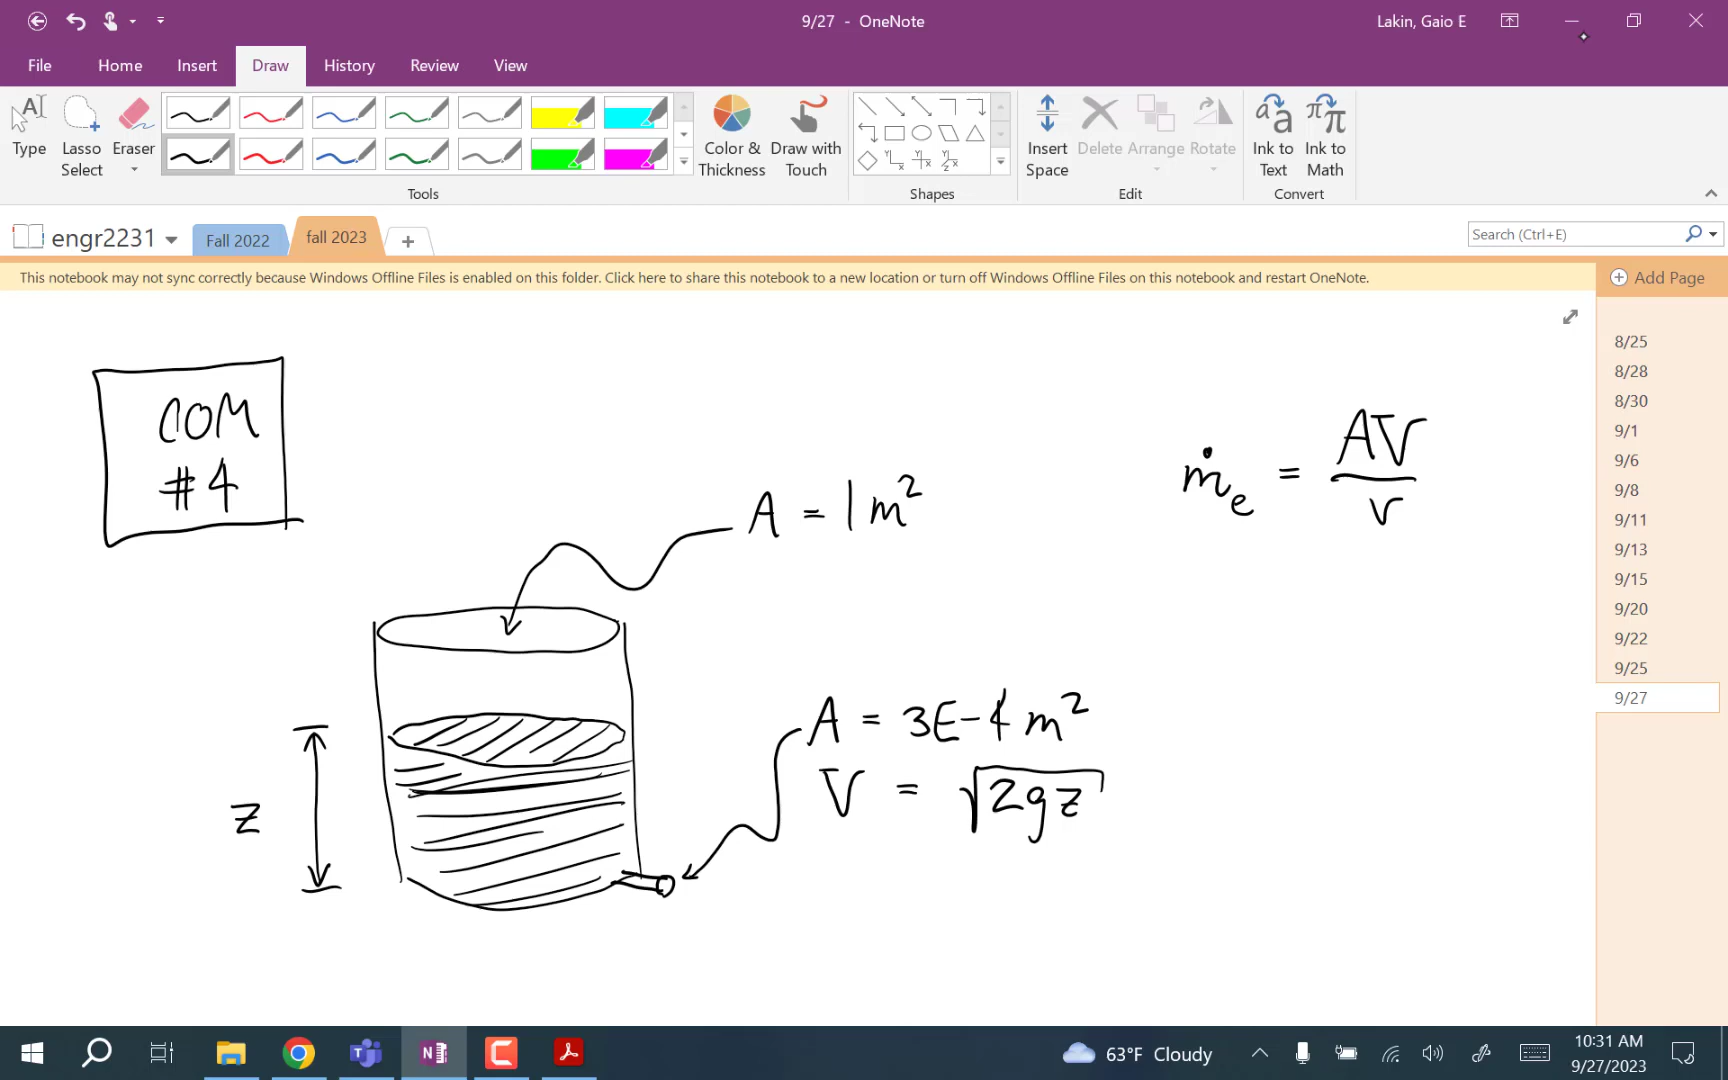 9/27 - OneNote
Lakin, Gaio E
File Home Insert Draw History Review View
Type
Lasso Select
Eraser
Color & Thickness
Draw with Touch
Insert Space
Delete Arrange Rotate
Ink to Text
Ink to Math
Tools
Shapes
Edit
Convert
engr2231
Fall 2022
fall 2023
Search (Ctrl+E)
This notebook may not sync correctly because Windows Offline Files is enabled on this folder. Click here to share this notebook to a new location or turn off Windows Offline Files on this notebook and restart OneNote.
Add Page
8/25
8/28
8/30
9/1
9/6
9/8
9/11
9/13
9/15
9/20
9/22
9/25
9/27
COM
#4
A = 1 m²
ṁₑ = AV/v
z
A = 3E-4 m²
V = √2gz
63°F Cloudy
10:31 AM
9/27/2023